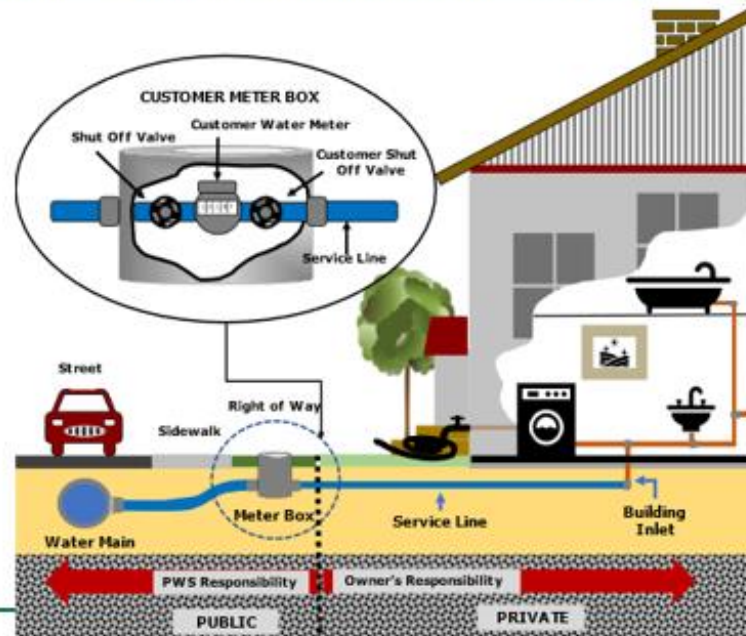 CUSTOMER METER BOX
Customer Water Meter
Shut Off Valve
Customer Shut
Off Valve
Service Line
Street
Right of Way
Sidewalk
Meter Box
Service Line
Building
Inlet
Water Main
PWS Responsibility
Owner's Responsibility
PUBLIC
PRIVATE